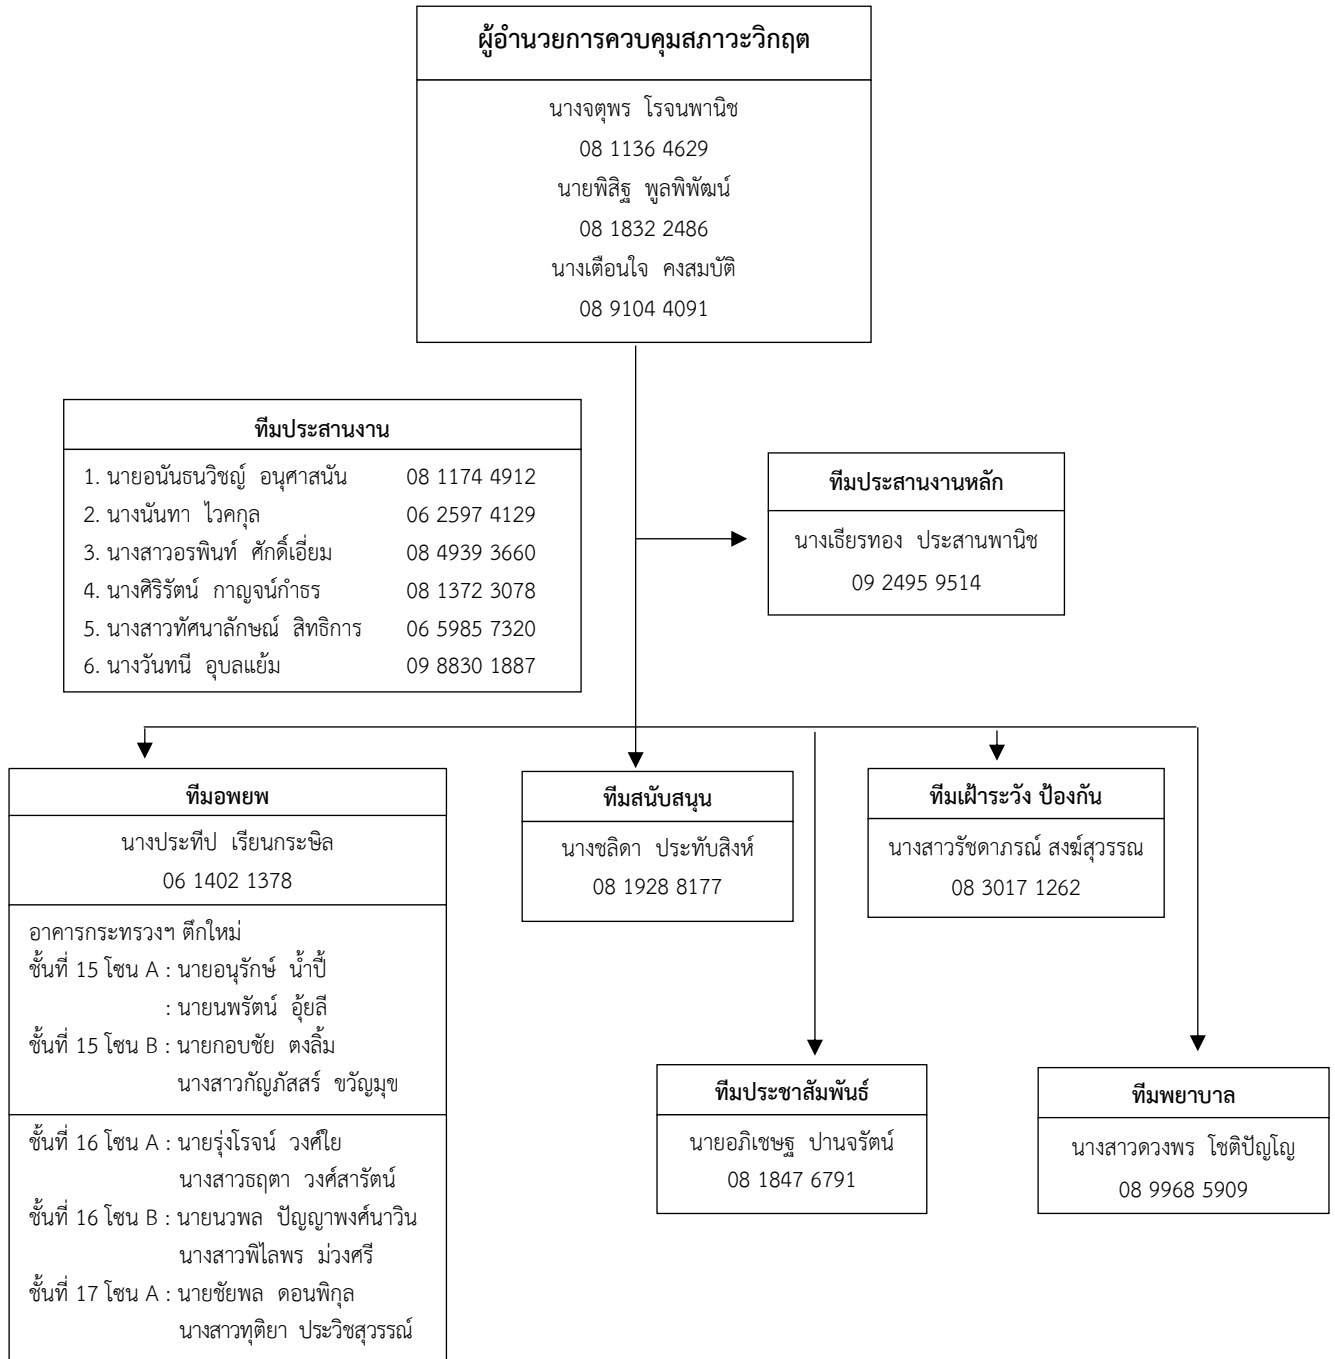 ผู้อำนวยการควบคุมสภาวะวิกฤต
นางจตุพร โรจนพานิช
08 1136 4629
นายพิสิฐ พูลพิพัฒน์
08 1832 2486
นางเตือนใจ คงสมบัติ
08 9104 4091
ทีมประสานงาน
1. นายอนันธนวิชญ์ อนุศาสนัน 08 1174 4912
2. นางนันทา ไวคกุล 06 2597 4129
3. นางสาวอรพินท์ ศักดิ์เอี่ยม 08 4939 3660
4. นางศิริรัตน์ กาญจน์กำธร 08 1372 3078
5. นางสาวทัศนาลักษณ์ สิทธิการ 06 5985 7320
6. นางวันทนี อุบลแย้ม 09 8830 1887
ทีมประสานงานหลัก
นางเธียรทอง ประสานพานิช
09 2495 9514
ทีมอพยพ
นางประทีป เรียนกระษิล
06 1402 1378
อาคารกระทรวงฯ ตึกใหม่
ชั้นที่ 15 โซน A : นายอนุรักษ์ น้ำปี้
: นายนพรัตน์ อุ้ยลี
ชั้นที่ 15 โซน B : นายกอบชัย ตงลิ้ม
นางสาวกัญภัสสร์ ขวัญมุข
ชั้นที่ 16 โซน A : นายรุ่งโรจน์ วงศ์ใย
นางสาวธฤตา วงศ์สารัตน์
ชั้นที่ 16 โซน B : นายนวพล ปัญญาพงศ์นาวิน
นางสาวพิไลพร ม่วงศรี
ชั้นที่ 17 โซน A : นายชัยพล ดอนพิกุล
นางสาวทุติยา ประวิชสุวรรณ์
ทีมสนับสนุน
นางชลิดา ประทับสิงห์
08 1928 8177
ทีมเฝ้าระวัง ป้องกัน
นางสาวรัชดาภรณ์ สงฆ์สุวรรณ
08 3017 1262
ทีมประชาสัมพันธ์
นายอภิเชษฐ ปานจรัตน์
08 1847 6791
ทีมพยาบาล
นางสาวดวงพร โชติปัญโญ
08 9968 5909